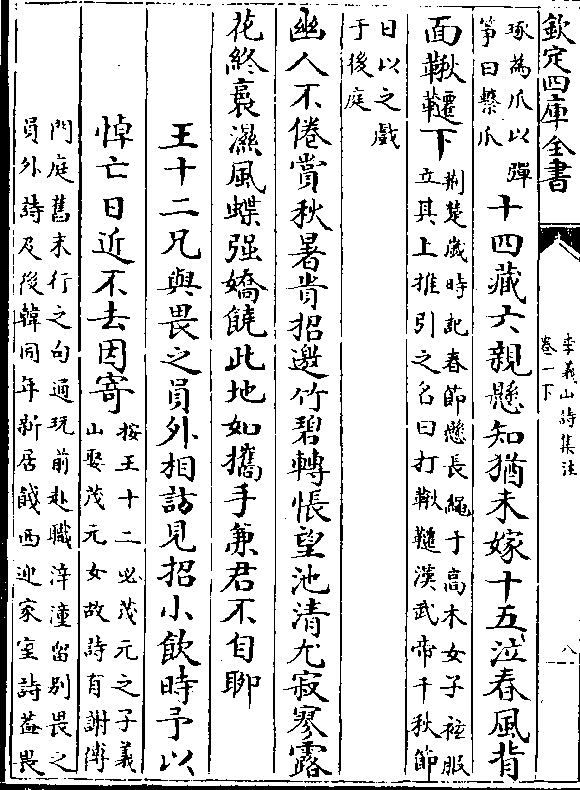 欽定四庫全書
李義山詩集注
卷一下
八
琢為爪以彈
箏曰繫爪
十四藏六親懸知猶未嫁十五泣春風背
面鞦韆下
荆楚歲時記春節懸長繩于高木女子袨服
立其上推引之名曰打鞦韆漢武帝千秋節
日以之戲
于後庭
幽人不倦賞秋暑貴招邀竹碧轉悵望池清尤寂寥露
花終裛濕風蝶强嬌饒此地如攜手兼君不自聊
王十二兄與畏之員外相訪見招小飲時予以
悼亡日近不去因寄
按王十二必茂元之子義
山娶茂元女故詩有謝傅
門庭舊末行之句通玩前赴職梓潼留别畏之
員外詩及後韓同年新居餞西迎家室詩葢畏